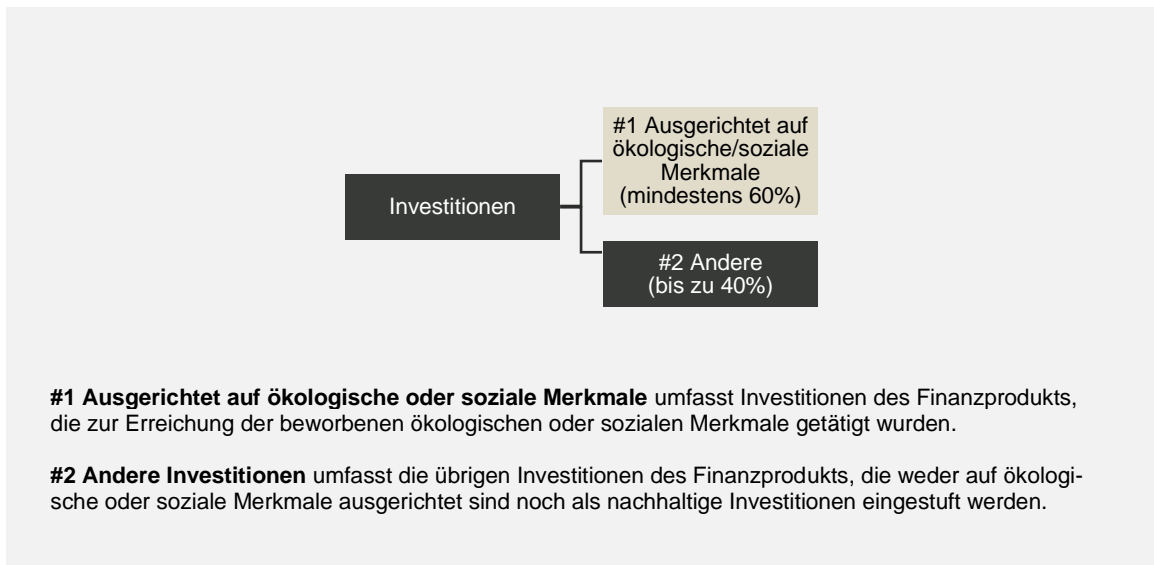 #1 Ausgerichtet auf
ökologische/soziale
Merkmale
(mindestens 60%)
Investitionen
#2 Andere
(bis zu 40%)
#1 Ausgerichtet auf ökologische oder soziale Merkmale umfasst Investitionen des Finanzprodukts,
die zur Erreichung der beworbenen ökologischen oder sozialen Merkmale getätigt wurden.
#2 Andere Investitionen umfasst die übrigen Investitionen des Finanzprodukts, die weder auf ökologi-
sche oder soziale Merkmale ausgerichtet sind noch als nachhaltige Investitionen eingestuft werden.